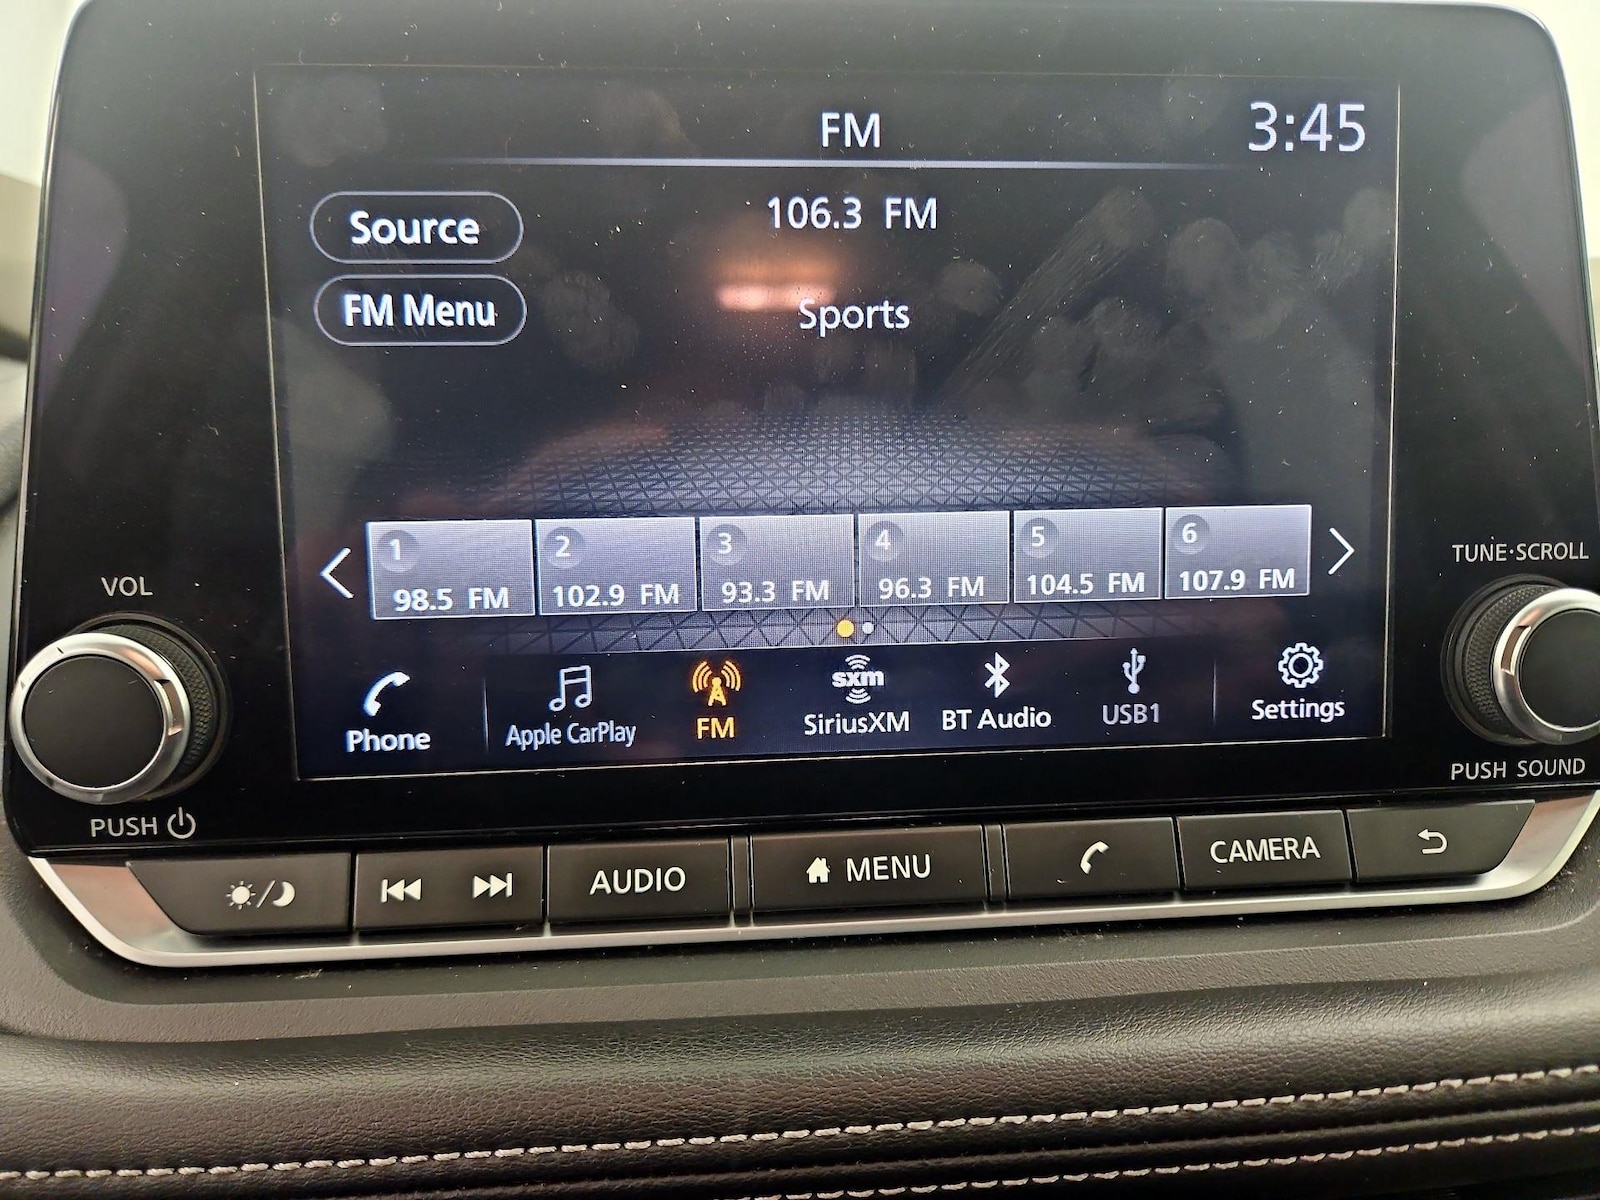 FM
3:45
Source
106.3 FM
FM Menu
Sports
1
98.5 FM
2
102.9 FM
3
93.3 FM
4
96.3 FM
5
104.5 FM
6
107.9 FM
VOL
TUNE·SCROLL
Phone
Apple CarPlay
FM
sxm
SiriusXM
BT Audio
USB1
Settings
PUSH
PUSH SOUND
AUDIO
MENU
CAMERA